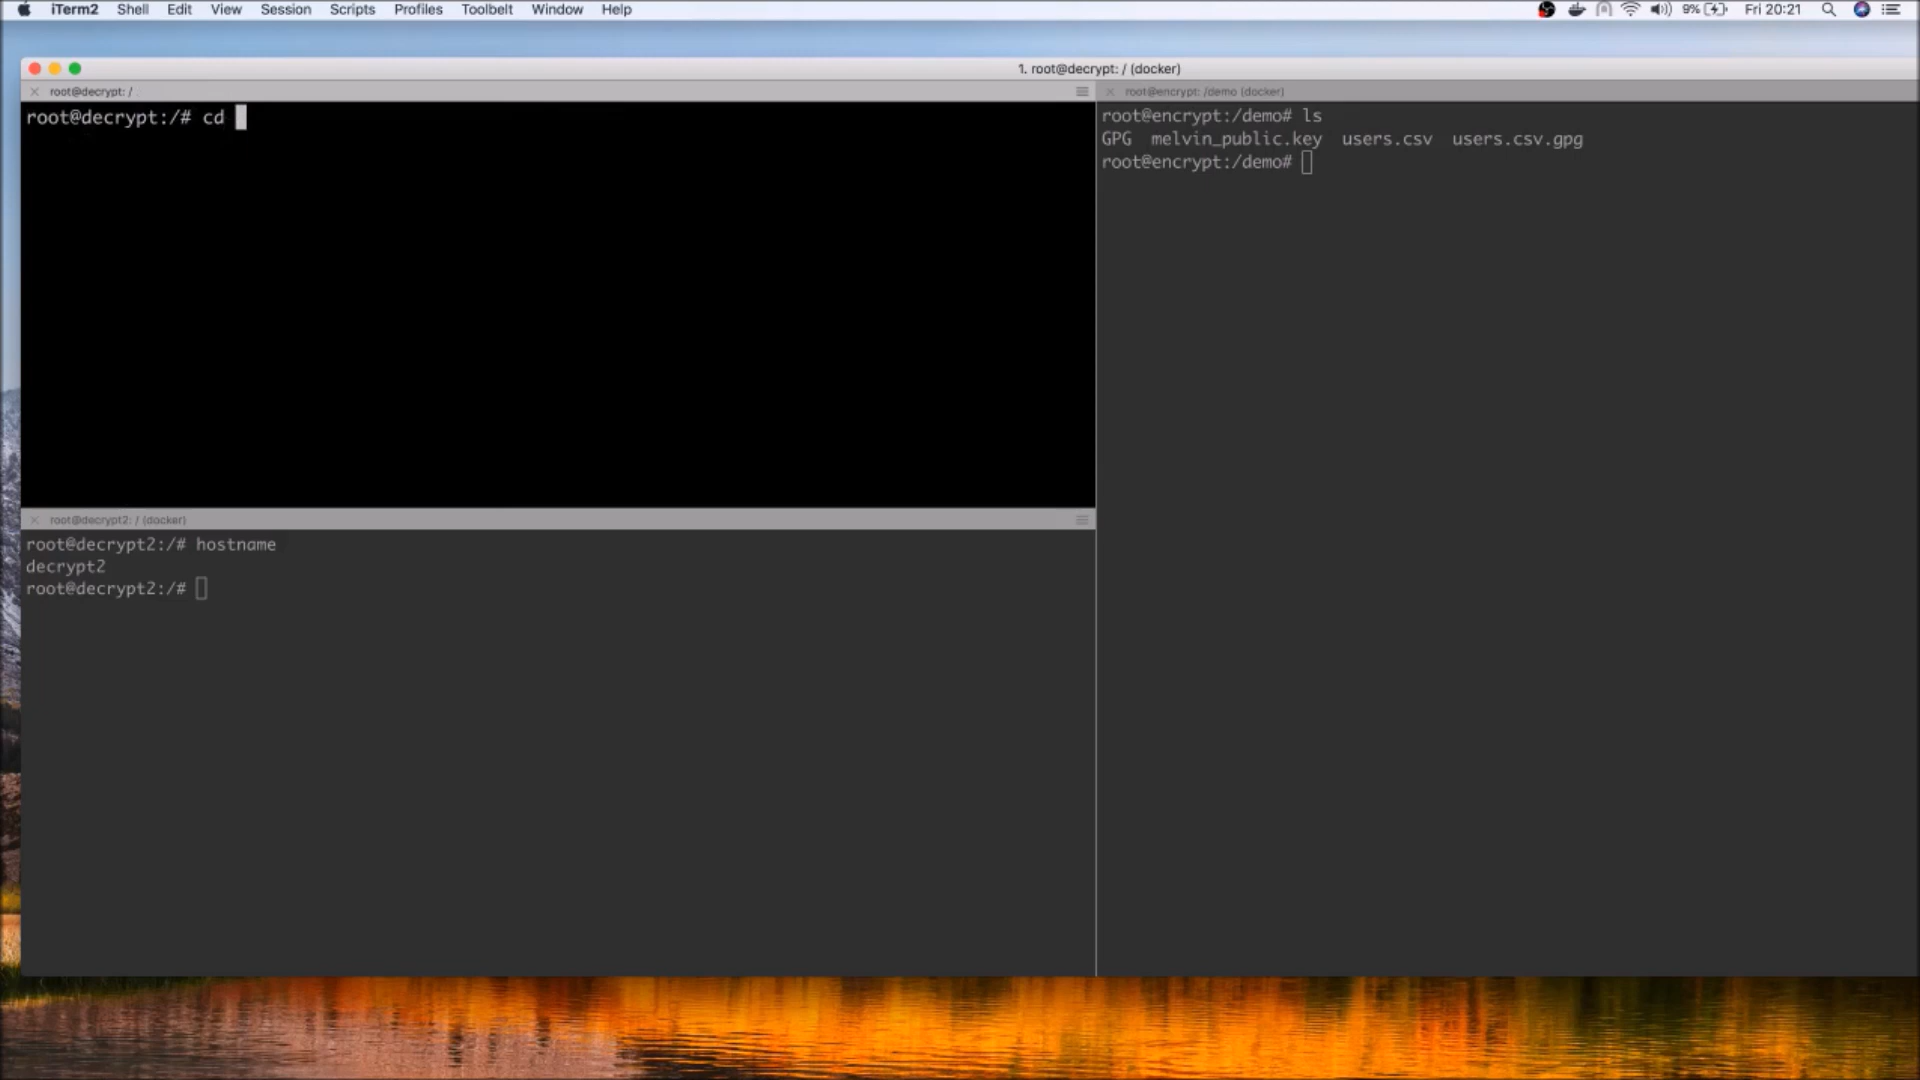 iTerm2 Shell Edit View Session Scripts Profiles Toolbelt Window Help 9% Fri 20:21
1. root@decrypt: / (docker)
root@decrypt: /
root@decrypt:/# cd
root@decrypt2: / (docker)
root@decrypt2:/# hostname
decrypt2
root@decrypt2:/#
root@encrypt: /demo (docker)
root@encrypt:/demo# ls
GPG melvin_public.key users.csv users.csv.gpg
root@encrypt:/demo#